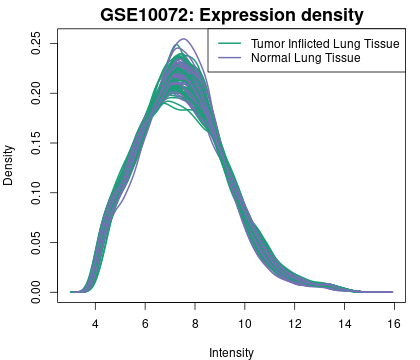 GSE10072: Expression density
Tumor Inflicted Lung Tissue
Normal Lung Tissue
Density
0.25
0.20
0.15
0.10
0.05
0.00
4 6 8 10 12 14 16
Intensity